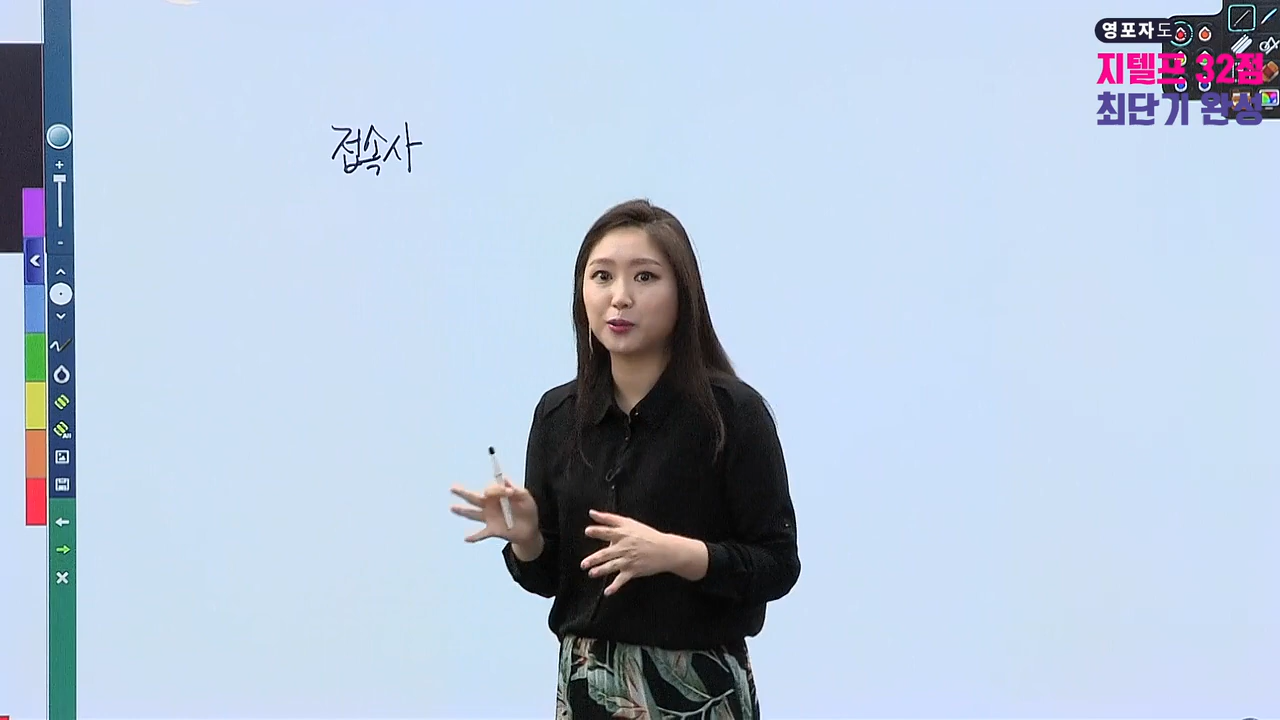 영포자도
지텔프 32점
최단기 완성
접속사